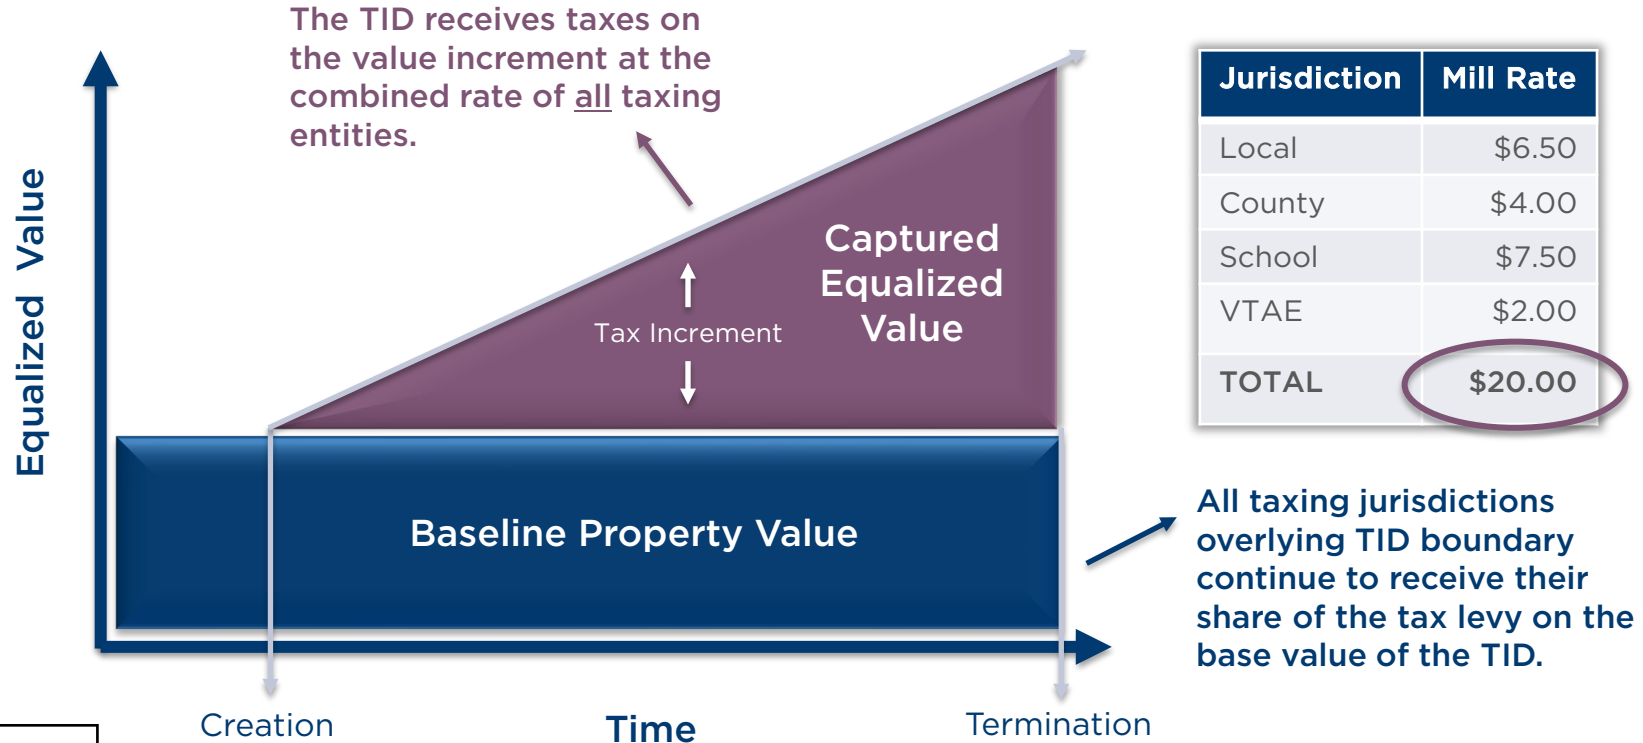 The TID receives taxes on
the value increment at the
combined rate of all taxing
entities.
Equalized Value
Captured
Equalized
Value
Tax Increment
Baseline Property Value
Creation
Time
Termination
Jurisdiction Mill Rate
Local $6.50
County $4.00
School $7.50
VTAE $2.00
TOTAL $20.00
All taxing jurisdictions
overlying TID boundary
continue to receive their
share of the tax levy on the
base value of the TID.